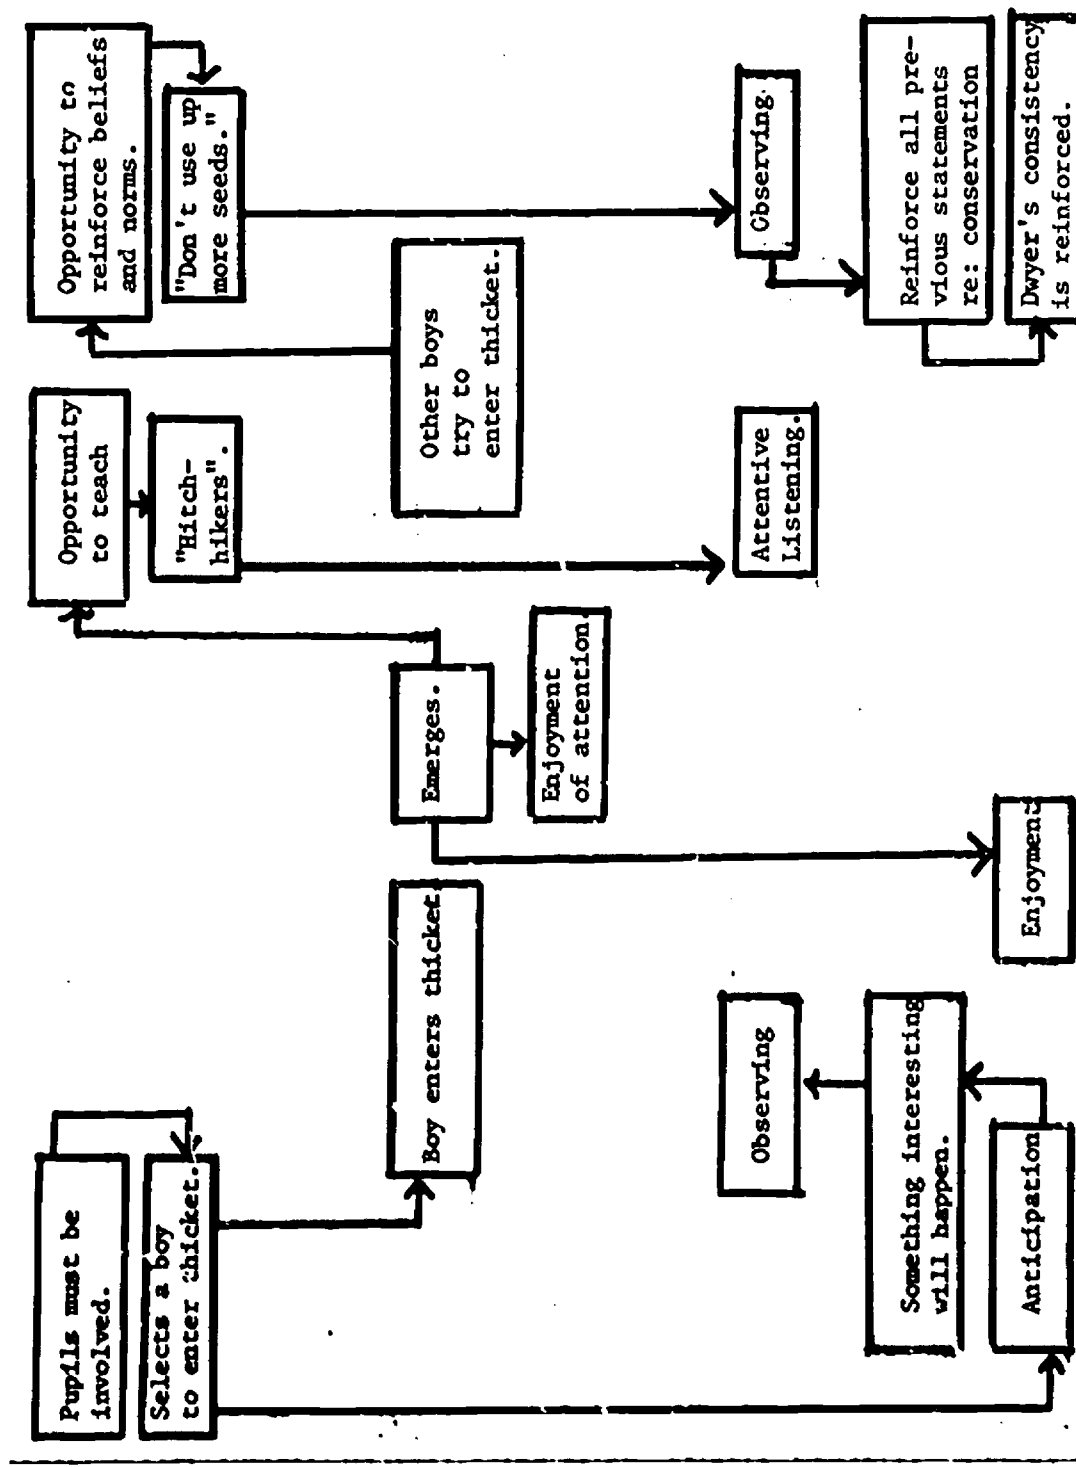 Pupils must be
involved.
Selects a boy
to enter thicket.
Boy enters thicket
Observing
Something interesting
will happen.
Anticipation
Emerges.
Enjoyment
of attention.
Enjoyment
Opportunity
to teach
"Hitch-
hikers".
Attentive
Listening.
Opportunity to
reinforce beliefs
and norms.
"Don't use up
more seeds."
Other boys
try to
enter thicket.
Observing.
Reinforce all pre-
vious statements
re: conservation
Dwyer's consistency
is reinforced.